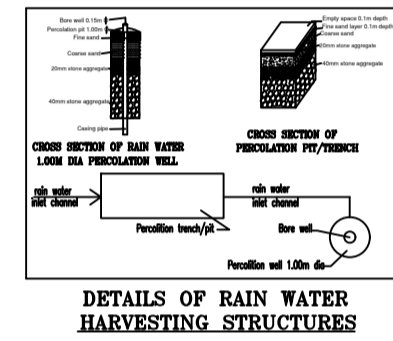 Bore well 0.15m
Percolation pit 1.00m
Fine sand
Coarse sand
20mm stone aggregate
40mm stone aggregate
Casing pipe
CROSS SECTION OF RAIN WATER
1.00M DIA PERCOLATION WELL
Empty space 0.1m depth
Fine sand layer 0.1m depth
Coarse sand
20mm stone aggregate
40mm stone aggregate
CROSS SECTION OF
PERCOLATION PIT/TRENCH
rain water
inlet channel
Percolition trench/pit
rain water
inlet channel
Bore well
Percolition well 1.00m dia
DETAILS OF RAIN WATER
HARVESTING STRUCTURES